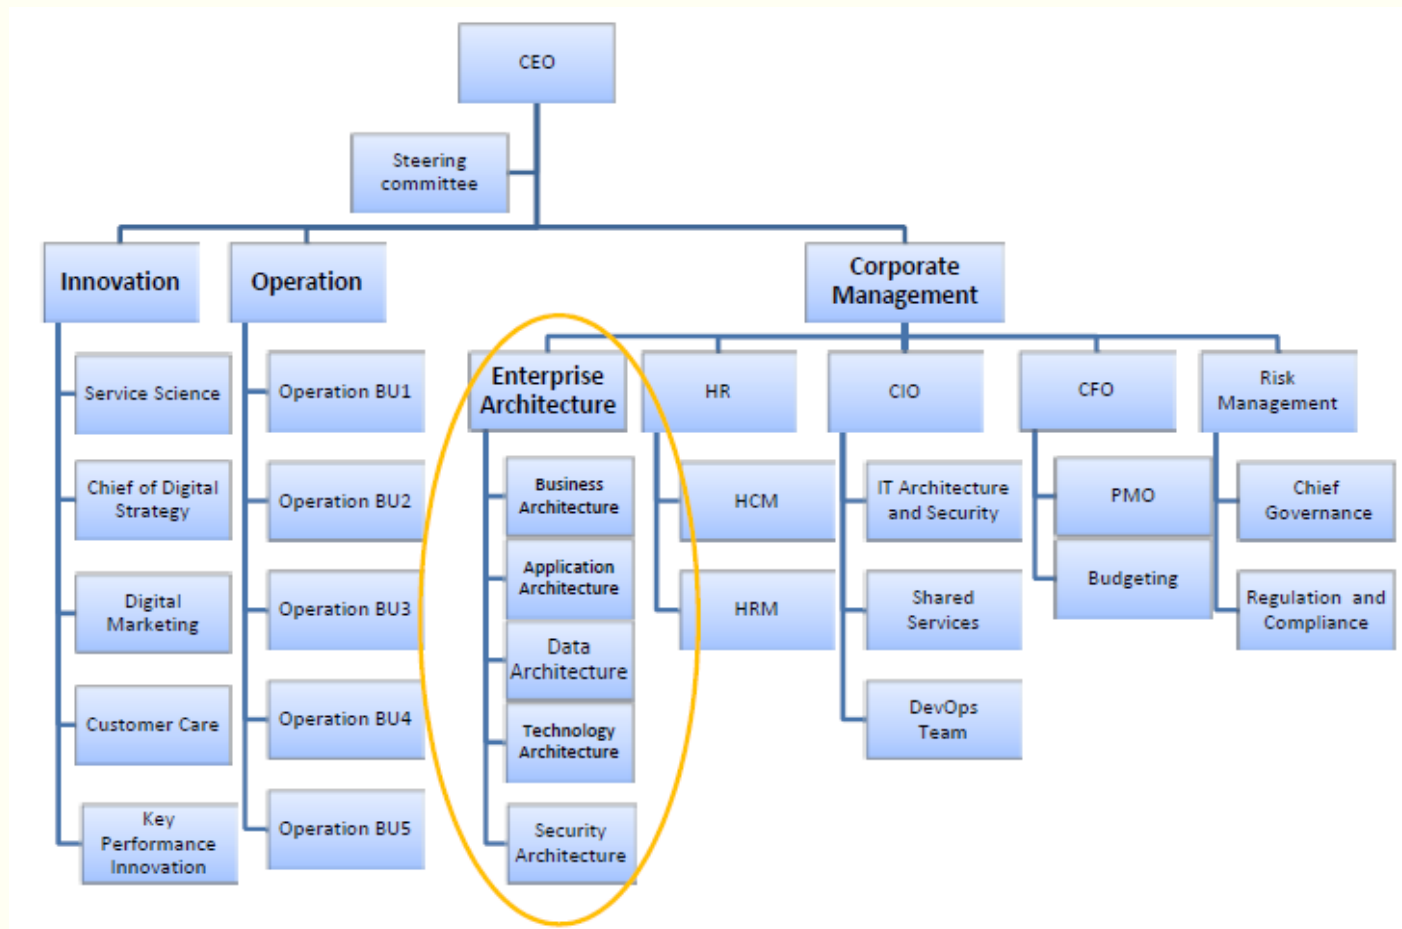 CEO
Steering
committee
Innovation
Operation
Corporate
Management
Service Science
Chief of Digital
Strategy
Digital
Marketing
Customer Care
Key
Performance
Innovation
Operation BU1
Operation BU2
Operation BU3
Operation BU4
Operation BU5
Enterprise
Architecture
Business
Architecture
Application
Architecture
Data
Architecture
Technology
Architecture
Security
Architecture
HR
HCM
HRM
CIO
IT Architecture
and Security
Shared
Services
DevOps
Team
CFO
PMO
Budgeting
Risk
Management
Chief
Governance
Regulation and
Compliance